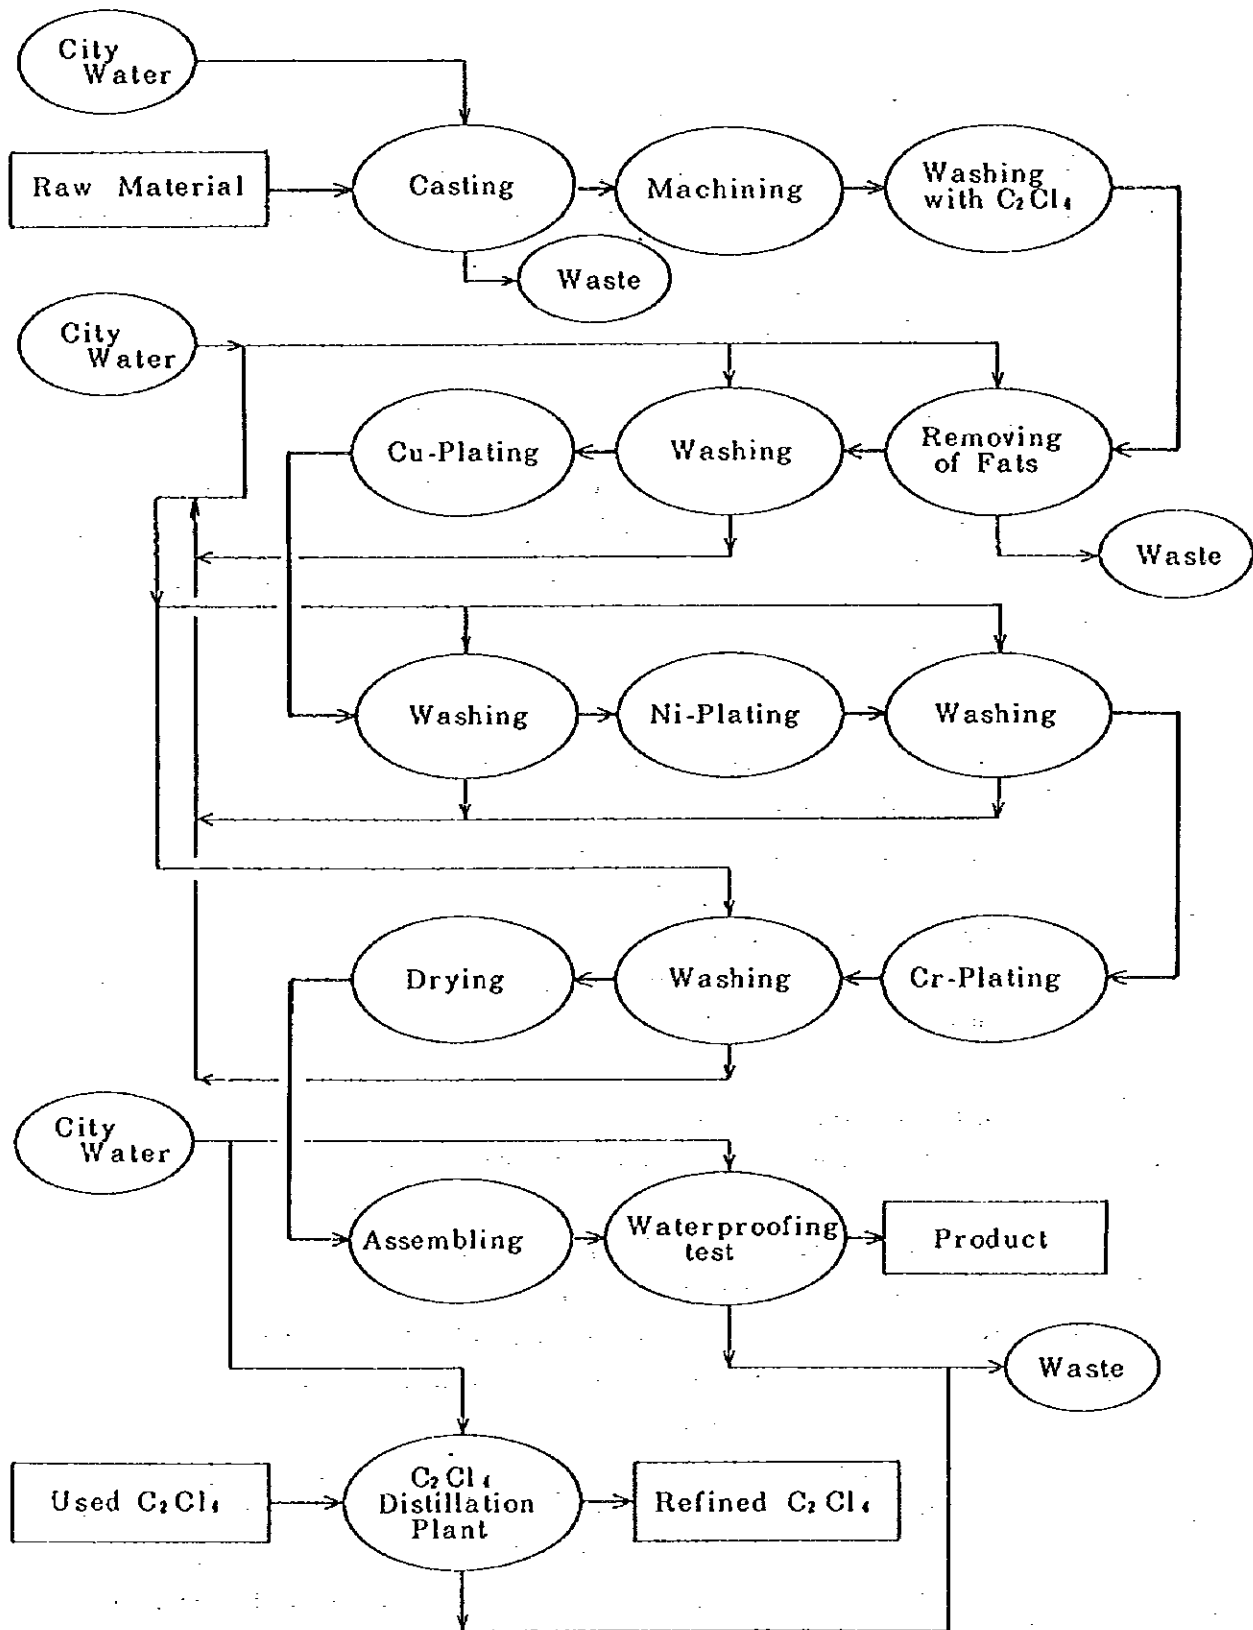 City
Water
Raw Material
Casting
Machining
Washing
with C₂Cl₄
Waste
City
Water
Cu-Plating
Washing
Removing
of Fats
Waste
Washing
Ni-Plating
Washing
Drying
Washing
Cr-Plating
City
Water
Assembling
Waterproofing
test
Product
Waste
Used C₂Cl₄
C₂Cl₄
Distillation
Plant
Refined C₂Cl₄